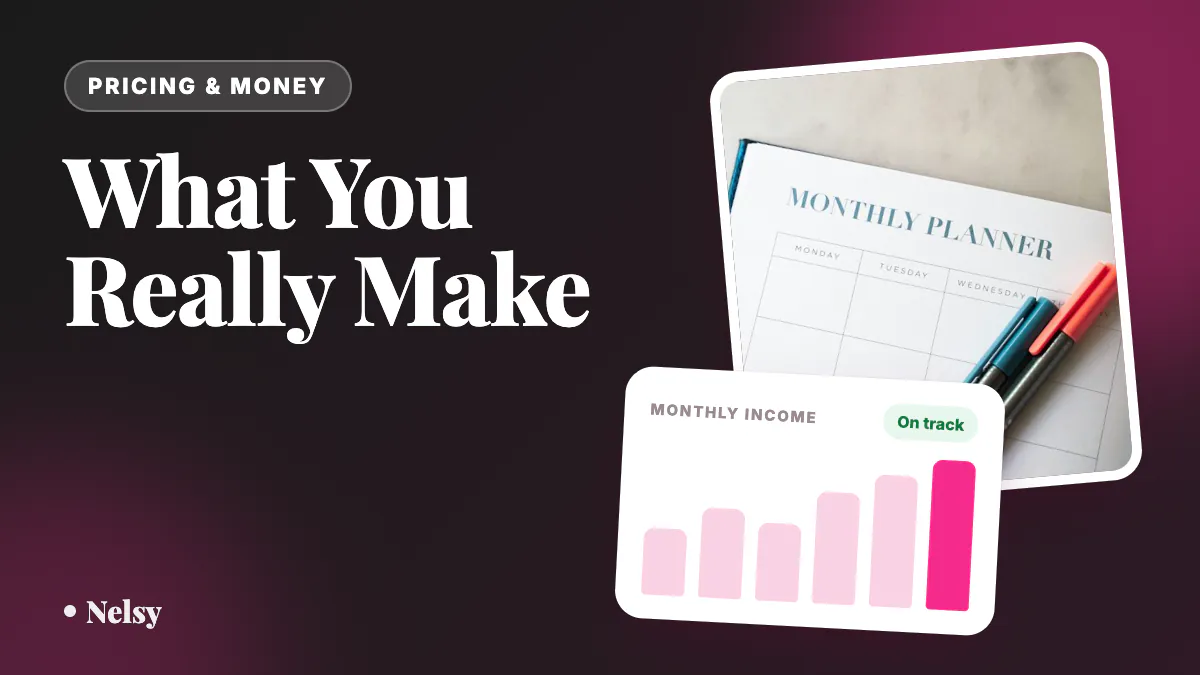 PRICING & MONEY
What You
Really Make
MONTHLY PLANNER
MONDAY
TUESDAY
WEDNESDAY
MONTHLY INCOME
On track
Nelsy